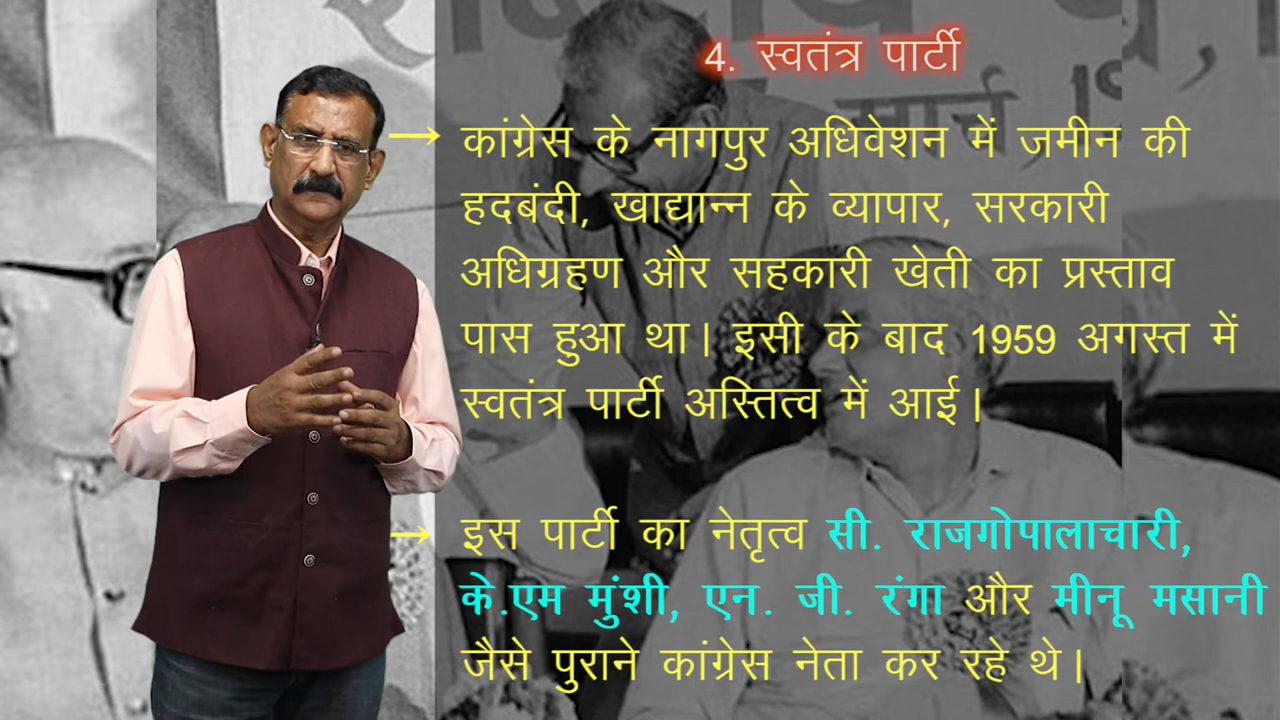 4. स्वतंत्र पार्टी
→ कांग्रेस के नागपुर अधिवेशन में जमीन की
हदबंदी, खाद्यान्न के व्यापार, सरकारी
अधिग्रहण और सहकारी खेती का प्रस्ताव
पास हुआ था। इसी के बाद 1959 अगस्त में
स्वतंत्र पार्टी अस्तित्व में आई।
→ इस पार्टी का नेतृत्व सी. राजगोपालाचारी,
के.एम मुंशी, एन. जी. रंगा और मीनू मसानी
जैसे पुराने कांग्रेस नेता कर रहे थे।